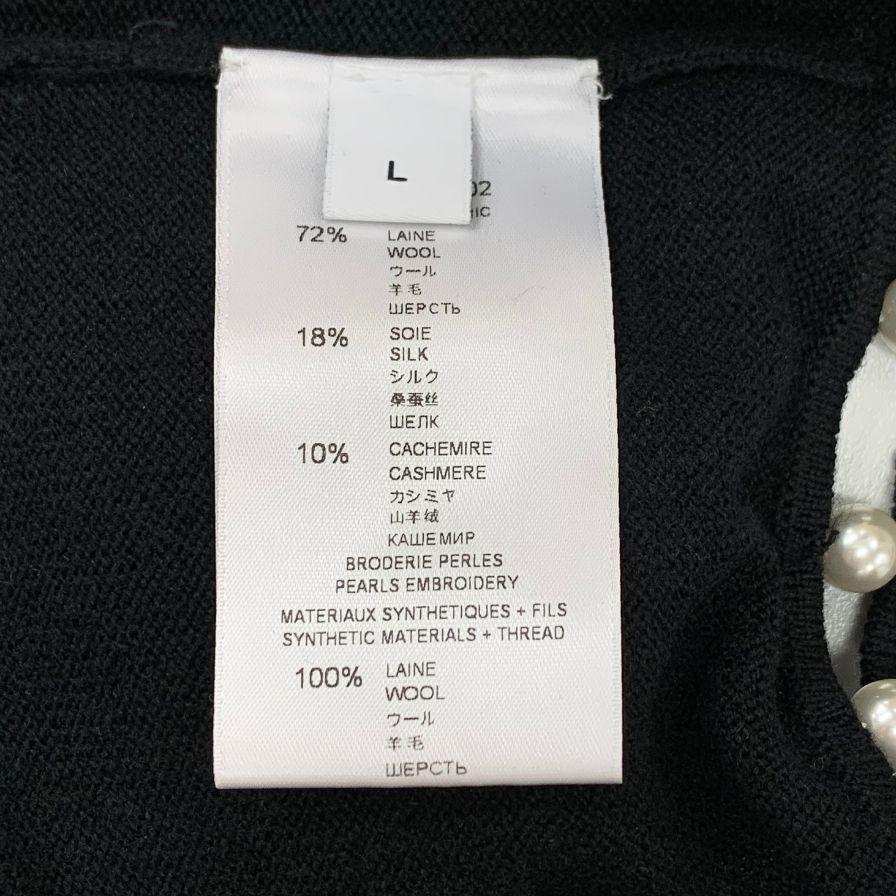 L
02
72% LAINE
WOOL
ウール
羊毛
ШЕРСТЬ
18% SOIE
SILK
シルク
桑蚕丝
ШЕЛК
10% CACHEMIRE
CASHMERE
カシミヤ
山羊绒
КАШЕМИР
BRODERIE PERLES
PEARLS EMBROIDERY
MATERIAUX SYNTHETIQUES + FILS
SYNTHETIC MATERIALS + THREAD
100% LAINE
WOOL
ウール
羊毛
ШЕРСТЬ